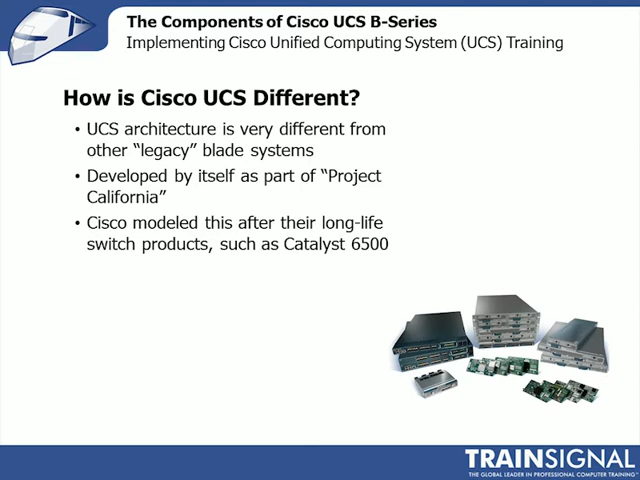 The Components of Cisco UCS B-Series
Implementing Cisco Unified Computing System (UCS) Training
How is Cisco UCS Different?
• UCS architecture is very different from
other “legacy” blade systems
• Developed by itself as part of “Project
California”
• Cisco modeled this after their long-life
switch products, such as Catalyst 6500
TRAINSIGNAL
THE GLOBAL LEADER IN PROFESSIONAL COMPUTER TRAINING™